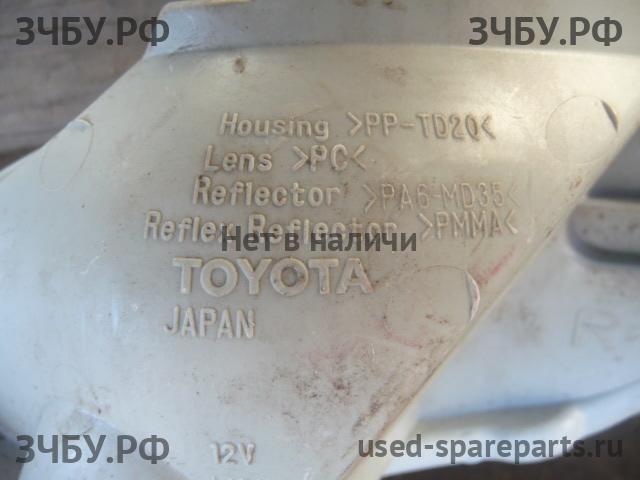 ЗЧБУ.РФ ЗЧБУ.РФ
Housing >PP-TD20<
Lens >PC<
Reflector >PA6-MD35<
Reflex Reflector >PMMA<
Нет в наличи
TOYOTA
JAPAN
12V
ЗЧБУ.РФ used-spareparts.ru